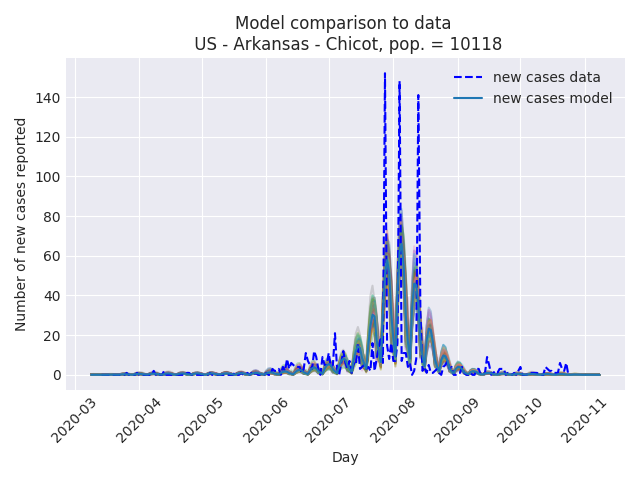 Model comparison to data
US - Arkansas - Chicot, pop. = 10118
new cases data
new cases model
Number of new cases reported
140
120
100
80
60
40
20
0
2020-03
2020-04
2020-05
2020-06
2020-07
2020-08
2020-09
2020-10
2020-11
Day